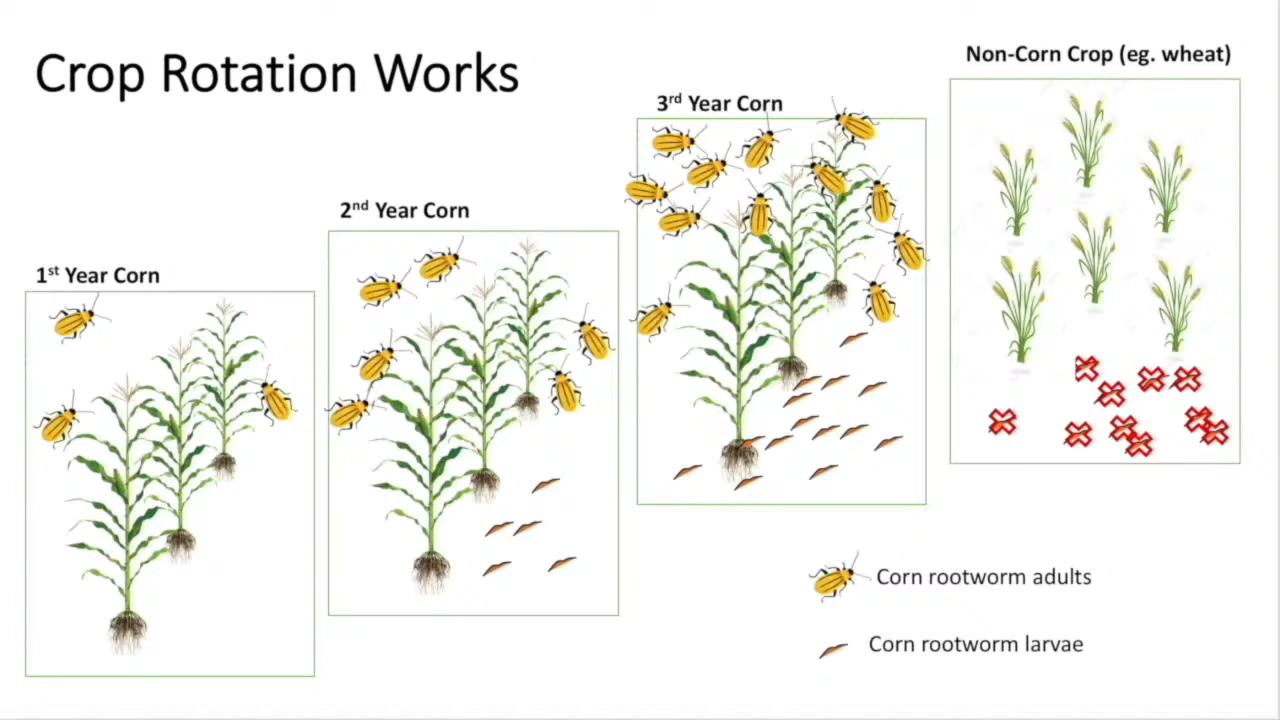 Crop Rotation Works
1st Year Corn
2nd Year Corn
3rd Year Corn
Non-Corn Crop (eg. wheat)
Corn rootworm adults
Corn rootworm larvae